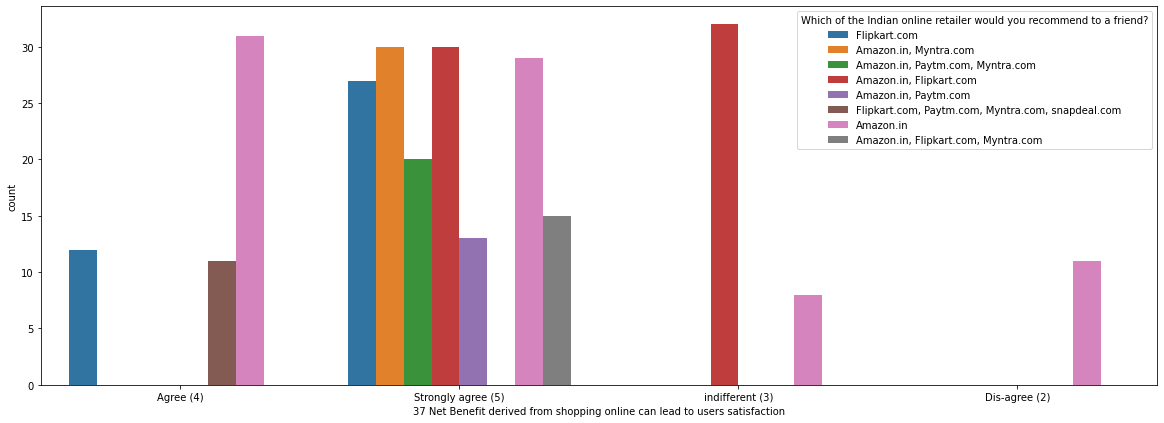 Which of the Indian online retailer would you recommend to a friend?
Flipkart.com
Amazon.in, Myntra.com
Amazon.in, Paytm.com, Myntra.com
Amazon.in, Flipkart.com
Amazon.in, Paytm.com
Flipkart.com, Paytm.com, Myntra.com, snapdeal.com
Amazon.in
Amazon.in, Flipkart.com, Myntra.com
count
30
25
20
15
10
5
0
Agree (4) Strongly agree (5) indifferent (3) Dis-agree (2)
37 Net Benefit derived from shopping online can lead to users satisfaction